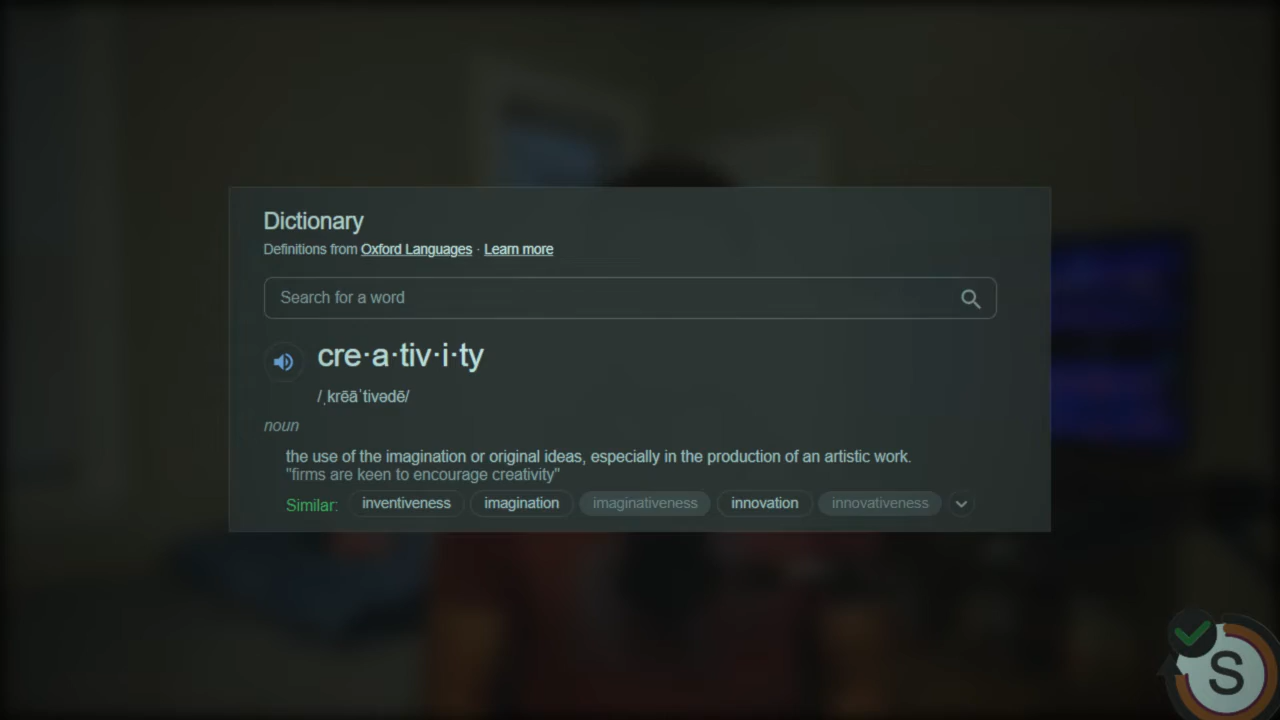 Dictionary
Definitions from Oxford Languages · Learn more
Search for a word
cre·a·tiv·i·ty
/ˌkrēāˈtivədē/
noun
the use of the imagination or original ideas, especially in the production of an artistic work.
"firms are keen to encourage creativity"
Similar: inventiveness imagination imaginativeness innovation innovativeness
S